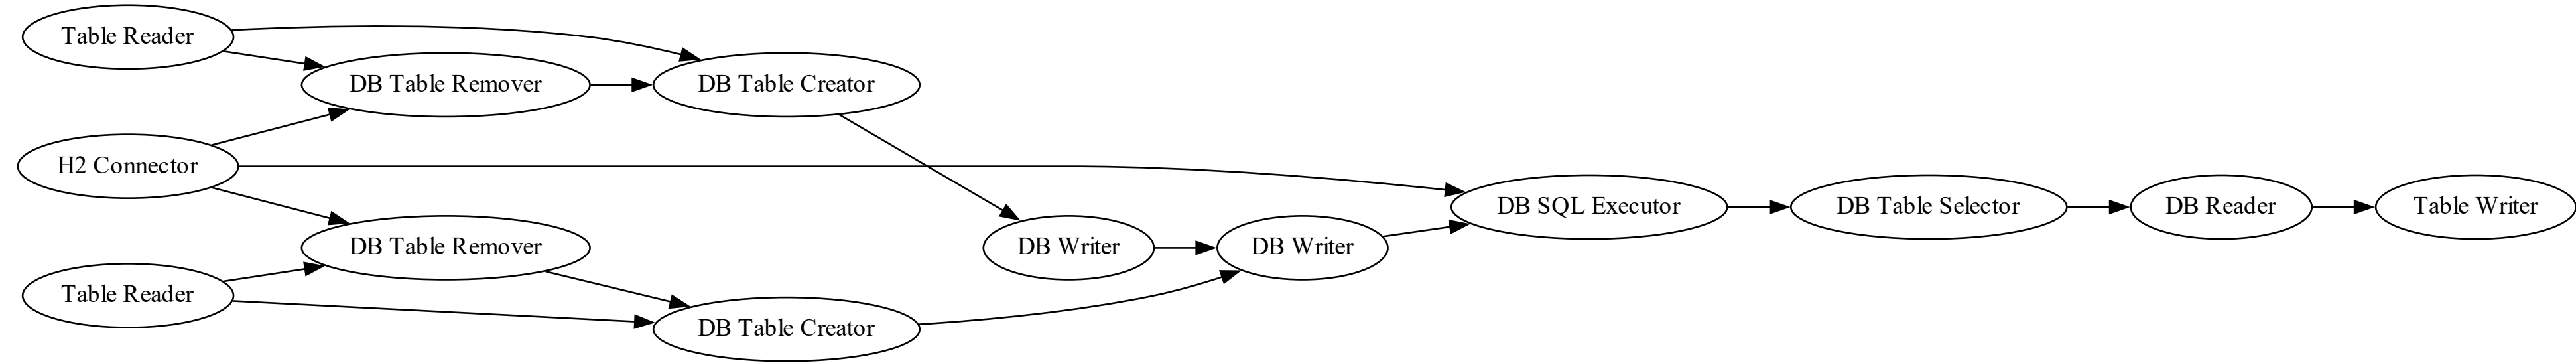 Table Reader
DB Table Remover
DB Table Creator
H2 Connector
DB SQL Executor
DB Table Selector
DB Reader
Table Writer
DB Table Remover
DB Writer
DB Writer
Table Reader
DB Table Creator